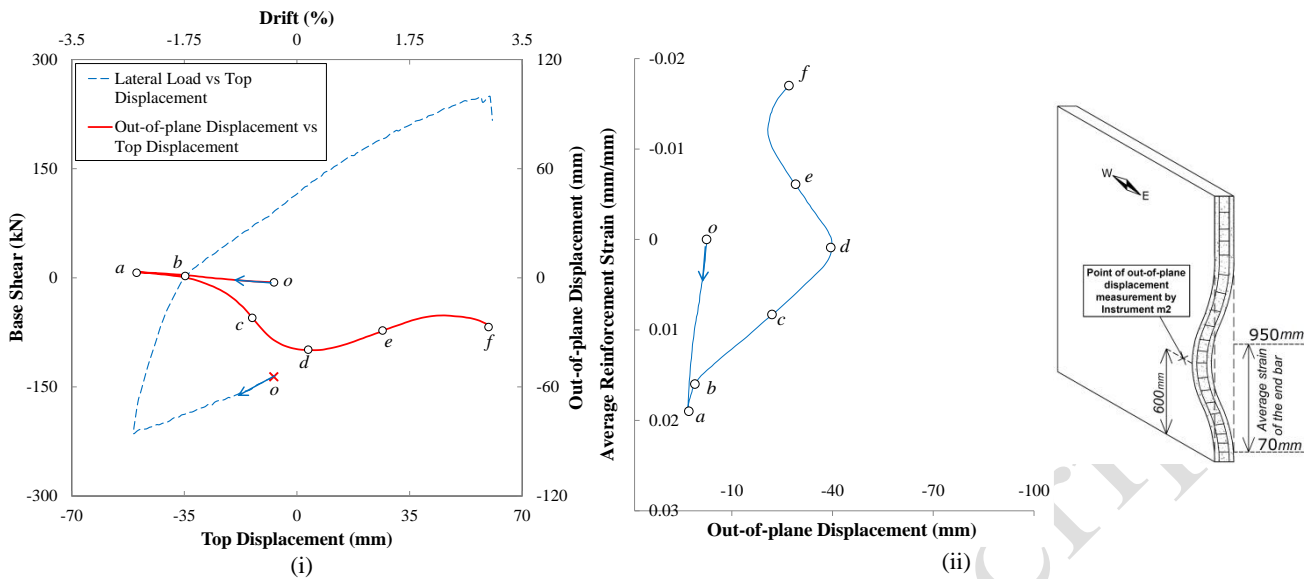 Drift (%)
-3.5 -1.75 0 1.75 3.5
300 150 0 -150 -300
Base Shear (kN)
Lateral Load vs Top
Displacement
Out-of-plane Displacement vs
Top Displacement
a b o c d e f o
120 60 0 -60 -120
Out-of-plane Displacement (mm)
-70 -35 0 35 70
Top Displacement (mm)
(i)
-0.02 -0.01 0 0.01 0.02 0.03
Average Reinforcement Strain (mm/mm)
f e o d c b a
-10 -40 -70 -100
Out-of-plane Displacement (mm)
(ii)
W
E
Point of out-of-plane
displacement
measurement by
Instrument m2
950mm
600mm
Average strain
of the end bar
70mm